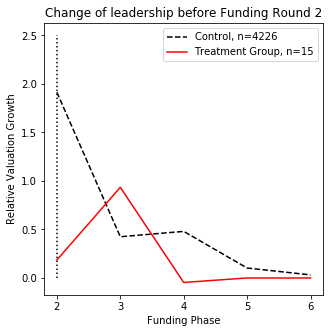 Change of leadership before Funding Round 2
Control, n=4226
Treatment Group, n=15
2.5
2.0
1.5
1.0
0.5
0.0
Relative Valuation Growth
2 3 4 5 6
Funding Phase